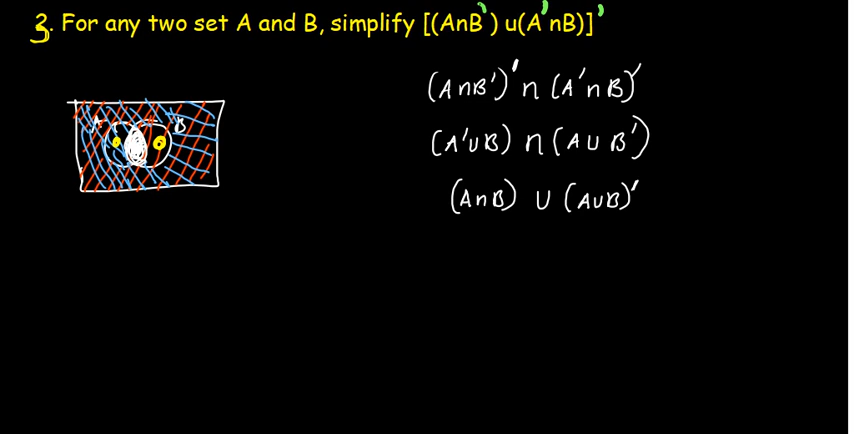 3. For any two set A and B, simplify [(AnB') u(A'nB)]'
(AnB')' n (A'nB)'
(A'UB) n (AUB')
A B
(AnB) U (AUB)'